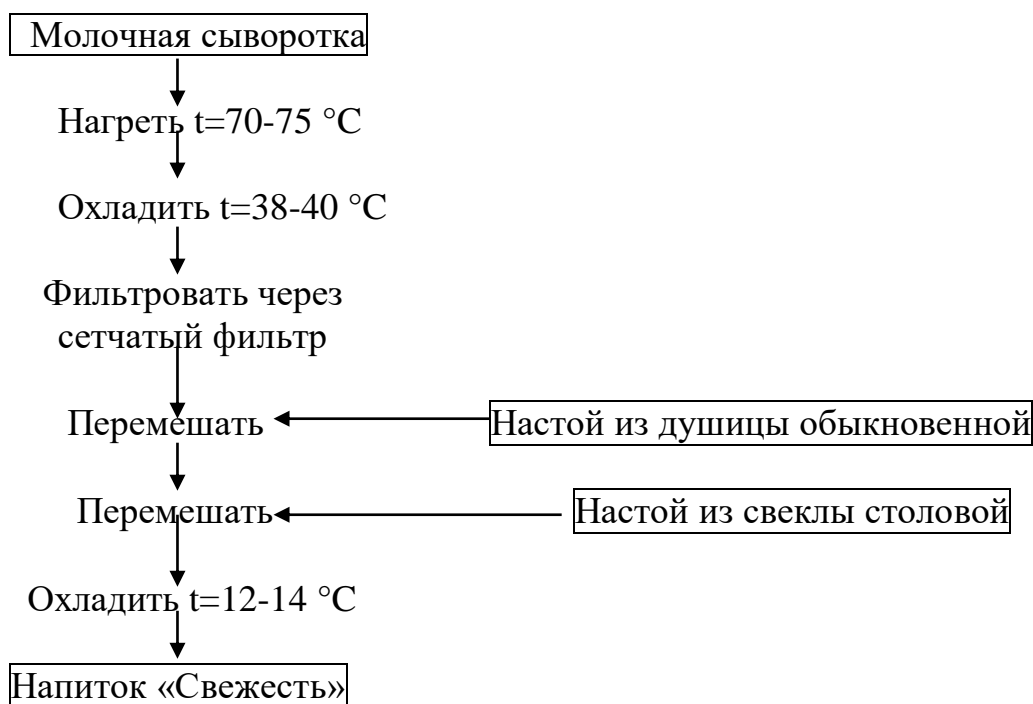 Молочная сыворотка
Нагреть t=70-75 °С
Охладить t=38-40 °С
Фильтровать через
сетчатый фильтр
Перемешать
Настой из душицы обыкновенной
Перемешать
Настой из свеклы столовой
Охладить t=12-14 °С
Напиток «Свежесть»